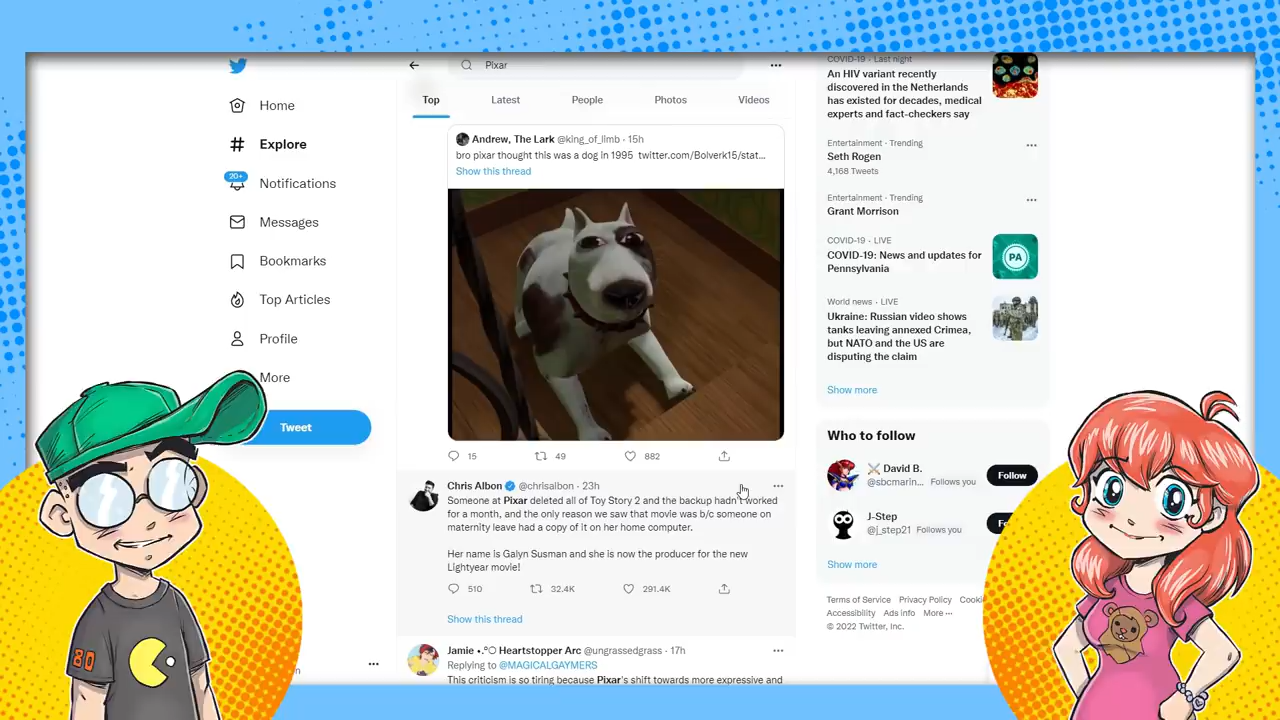 Pixar
Home
Explore
20+
Notifications
Messages
Bookmarks
Top Articles
Profile
More
Tweet
Top
Latest
People
Photos
Videos
Andrew, The Lark @king_of_limb · 15h
bro pixar thought this was a dog in 1995 twitter.com/Bolverk15/stat...
Show this thread
15
49
882
Chris Albon @chrisalbon · 23h
Someone at Pixar deleted all of Toy Story 2 and the backup hadn't worked
for a month, and the only reason we saw that movie was b/c someone on
maternity leave had a copy of it on her home computer.
Her name is Galyn Susman and she is now the producer for the new
Lightyear movie!
510
32.4K
291.4K
Show this thread
Jamie •.°○ Heartstopper Arc @ungrassedgrass · 17h
Replying to @MAGICALGAYMERS
This criticism is so tiring because Pixar's shift towards more expressive and
COVID-19 · Last night
An HIV variant recently
discovered in the Netherlands
has existed for decades, medical
experts and fact-checkers say
Entertainment · Trending
Seth Rogen
4,168 Tweets
Entertainment · Trending
Grant Morrison
COVID-19 · LIVE
COVID-19: News and updates for
Pennsylvania
PA
World news · LIVE
Ukraine: Russian video shows
tanks leaving annexed Crimea,
but NATO and the US are
disputing the claim
Show more
Who to follow
David B.
@sbcmarin... Follows you
Follow
J-Step
@j_step21 Follows you
Fo
Show more
Terms of Service Privacy Policy Cookie
Accessibility Ads info More ···
© 2022 Twitter, Inc.
80